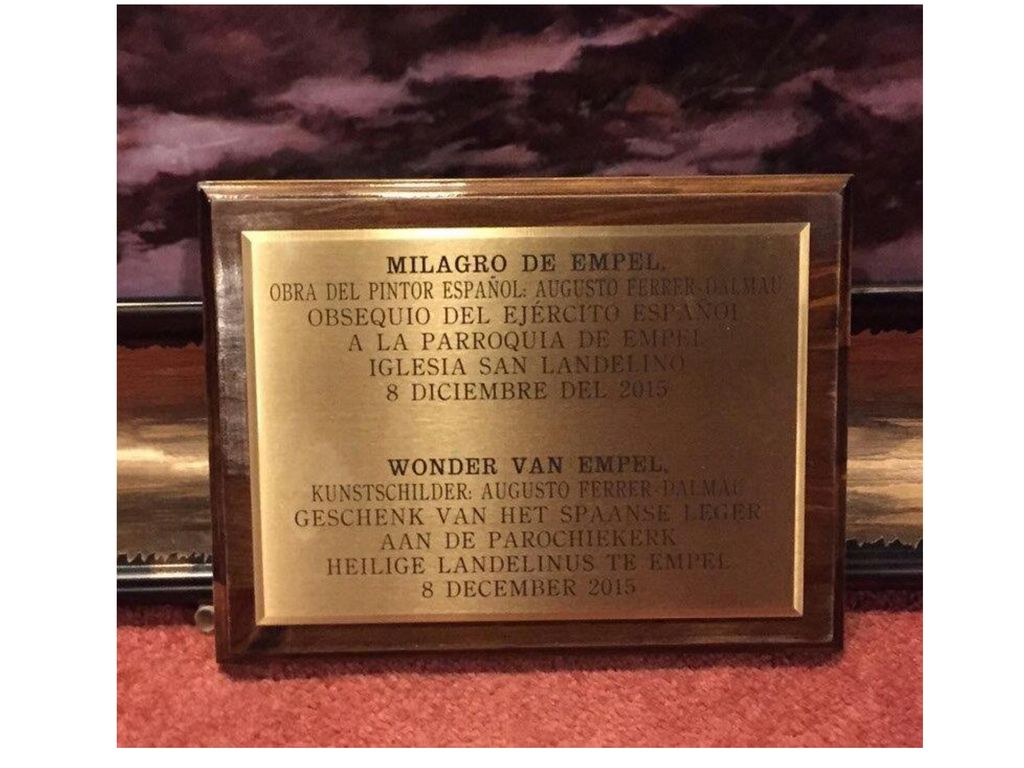 MILAGRO DE EMPEL,
OBRA DEL PINTOR ESPAÑOL: AUGUSTO FERRER-DALMAU
OBSEQUIO DEL EJÉRCITO ESPAÑOL
A LA PARROQUIA DE EMPEL
IGLESIA SAN LANDELINO
8 DICIEMBRE DEL 2015
WONDER VAN EMPEL,
KUNSTSCHILDER: AUGUSTO FERRER-DALMAU
GESCHENK VAN HET SPAANSE LEGER
AAN DE PAROCHIEKERK
HEILIGE LANDELINUS TE EMPEL
8 DECEMBER 2015